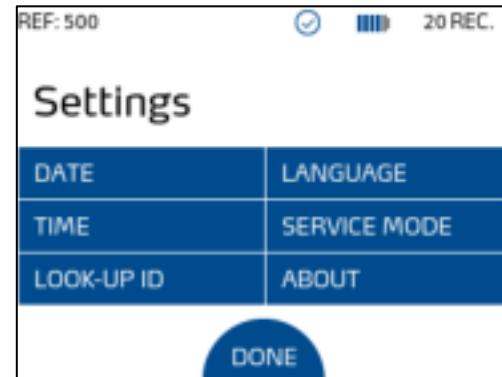 REF: 500 20 REC.
Settings
DATE LANGUAGE
TIME SERVICE MODE
LOOK-UP ID ABOUT
DONE